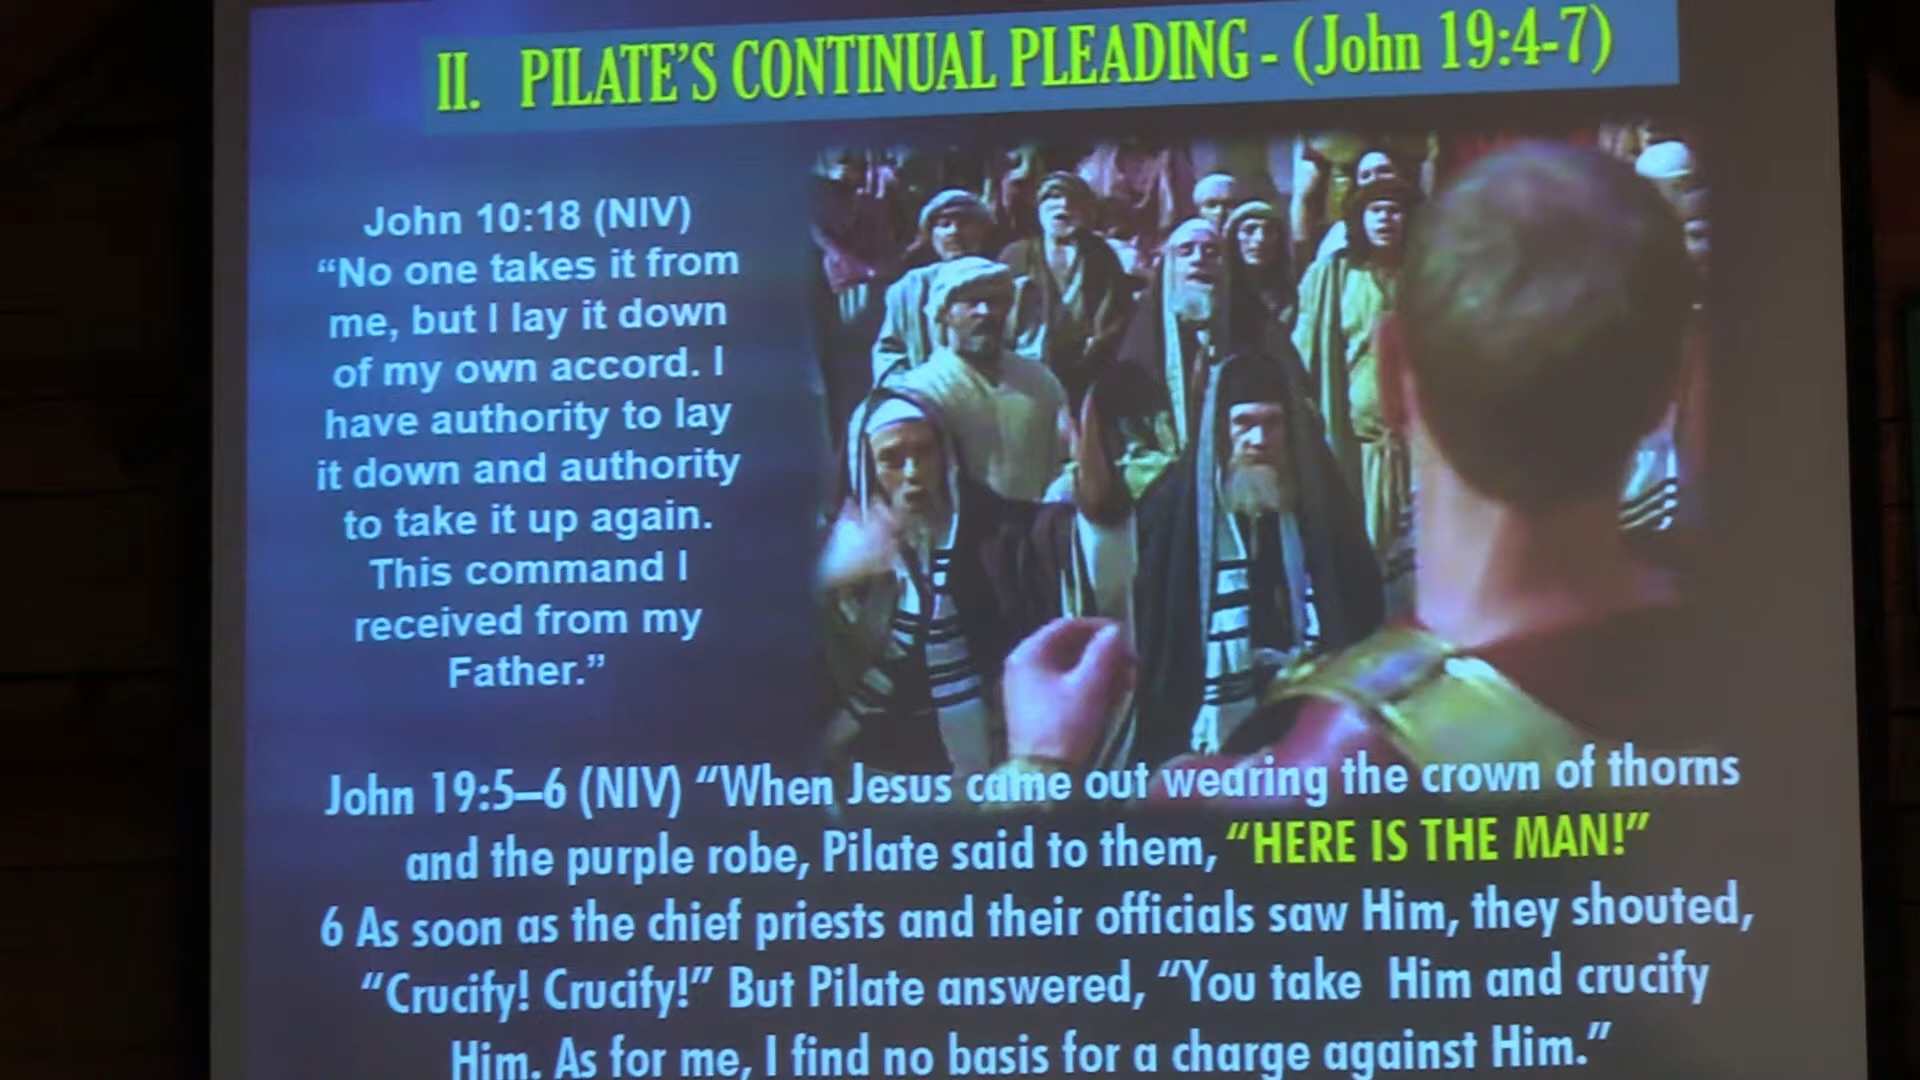 II. PILATE'S CONTINUAL PLEADING - (John 19:4-7)
John 10:18 (NIV)
“No one takes it from
me, but I lay it down
of my own accord. I
have authority to lay
it down and authority
to take it up again.
This command I
received from my
Father.”
John 19:5–6 (NIV) “When Jesus came out wearing the crown of thorns
and the purple robe, Pilate said to them, “HERE IS THE MAN!”
6 As soon as the chief priests and their officials saw Him, they shouted,
“Crucify! Crucify!” But Pilate answered, “You take Him and crucify
Him. As for me, I find no basis for a charge against Him.”